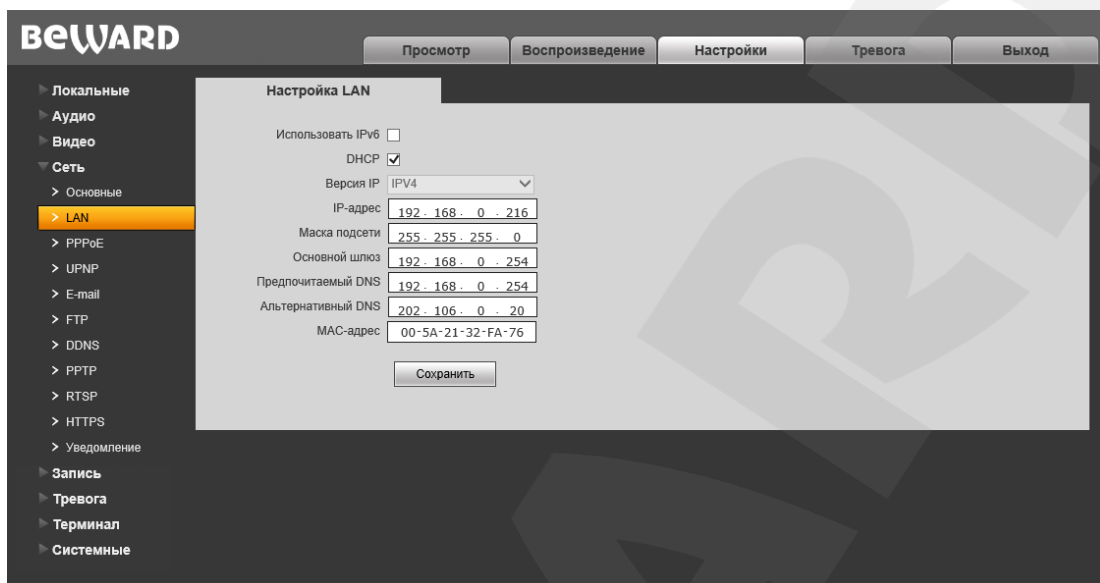 BEWARD
Просмотр Воспроизведение Настройки Тревога Выход
Локальные
Аудио
Видео
Сеть
> Основные
> LAN
> PPPoE
> UPNP
> E-mail
> FTP
> DDNS
> PPTP
> RTSP
> HTTPS
> Уведомление
Запись
Тревога
Терминал
Системные
Настройка LAN
Использовать IPv6
DHCP
Версия IP IPV4
IP-адрес 192 . 168 . 0 . 216
Маска подсети 255 . 255 . 255 . 0
Основной шлюз 192 . 168 . 0 . 254
Предпочитаемый DNS 192 . 168 . 0 . 254
Альтернативный DNS 202 . 106 . 0 . 20
MAC-адрес 00-5A-21-32-FA-76
Сохранить